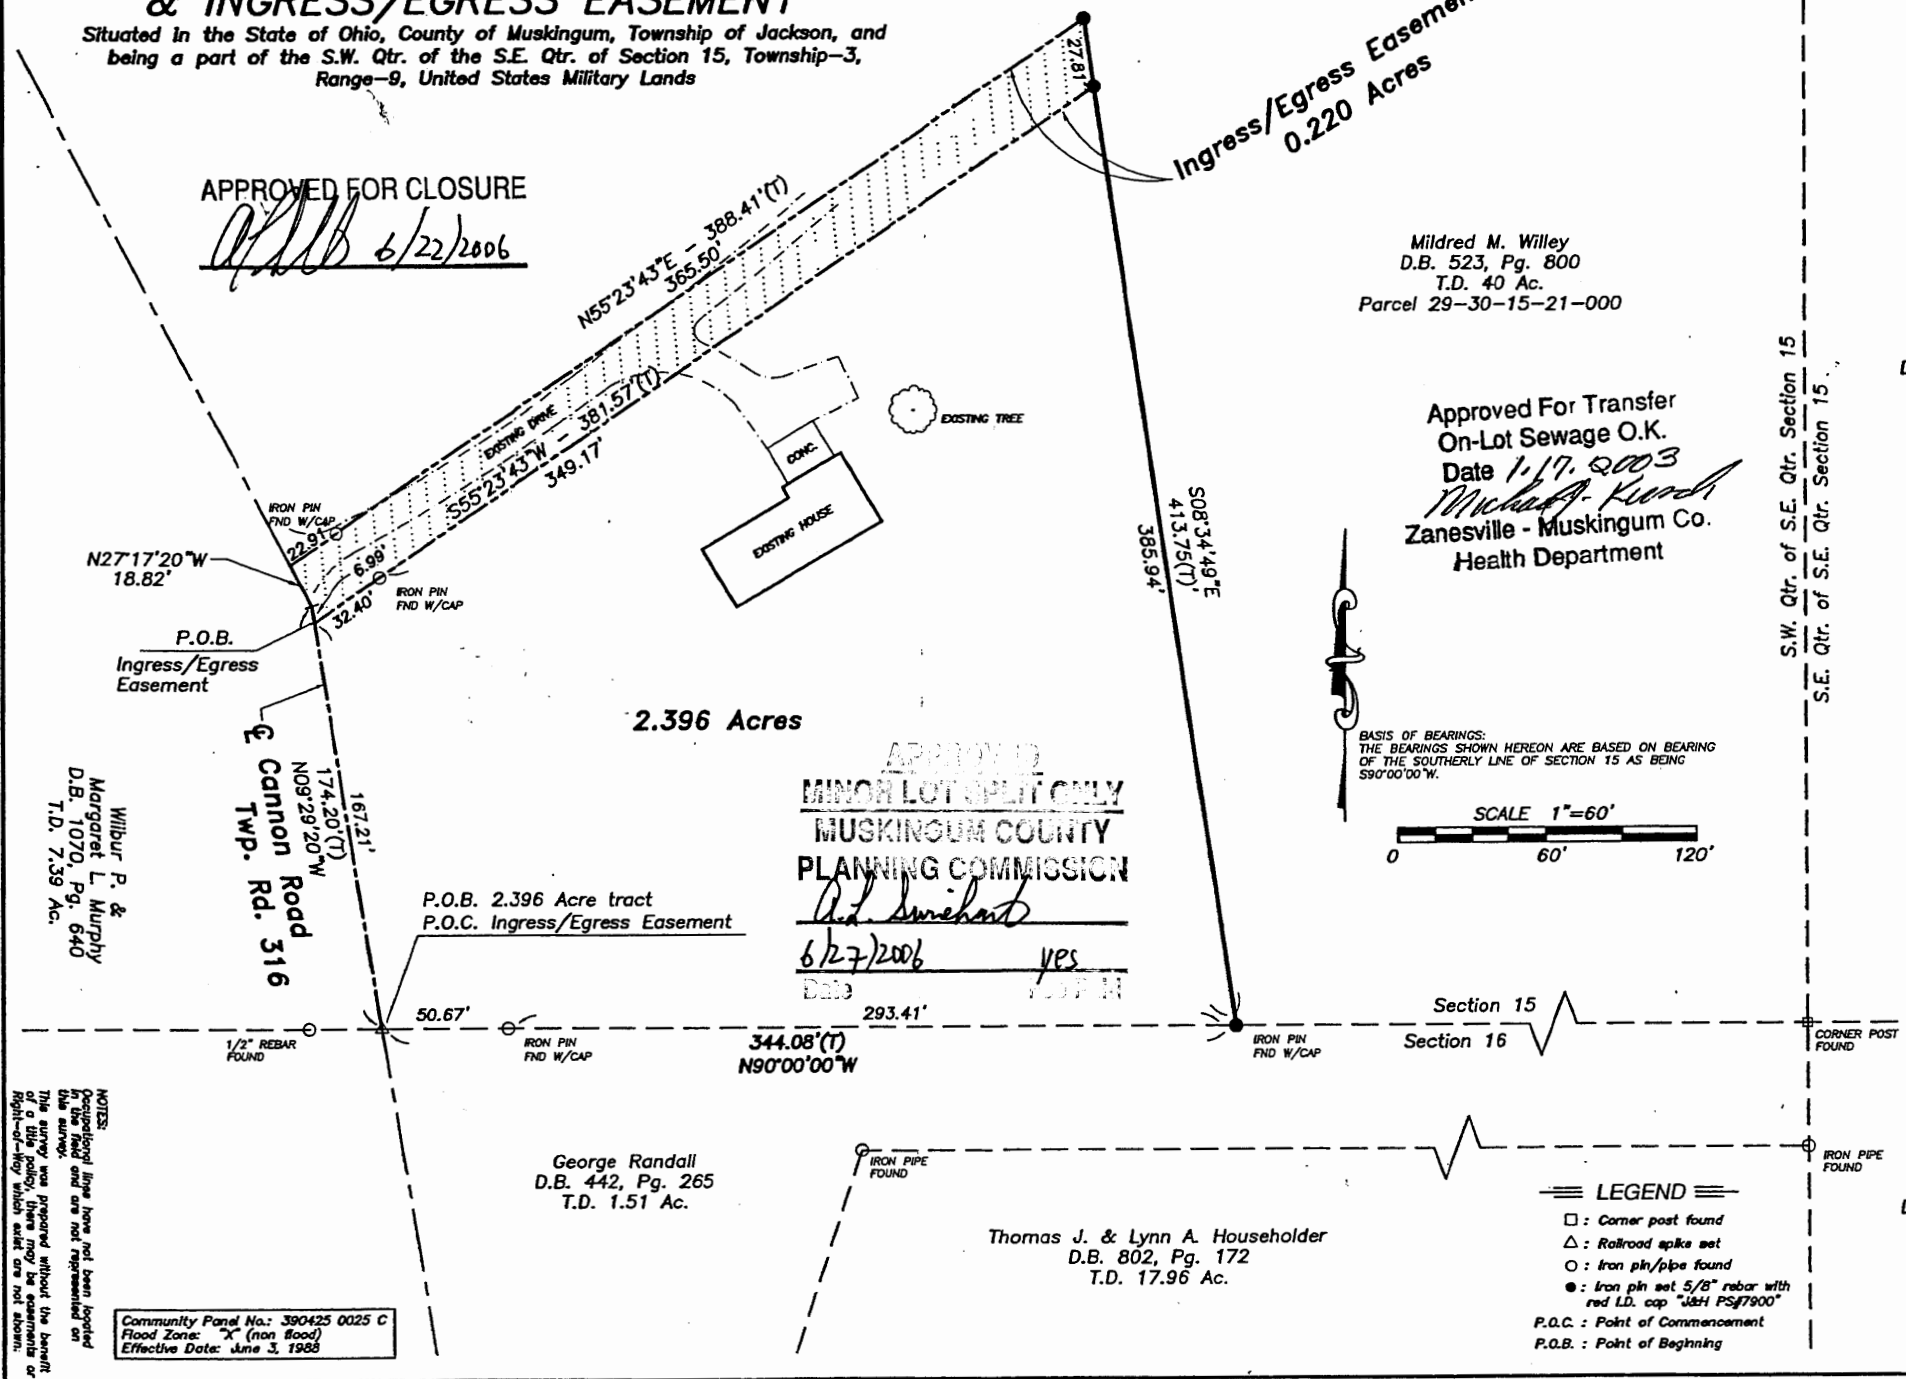 & INGRESS/EGRESS EASEMENT
Situated in the State of Ohio, County of Muskingum, Township of Jackson, and
being a part of the S.W. Qtr. of the S.E. Qtr. of Section 15, Township-3,
Range-9, United States Military Lands
APPROVED FOR CLOSURE
6/22/2006
27.81'
Ingress/Egress Easement
0.220 Acres
N55°23'43"E - 388.41'(T)
365.50'
EXISTING DRIVE
S55°23'43"W - 381.57'(T)
349.17'
Mildred M. Willey
D.B. 523, Pg. 800
T.D. 40 Ac.
Parcel 29-30-15-21-000
EXISTING TREE
CONC.
EXISTING HOUSE
Approved For Transfer
On-Lot Sewage O.K.
Date 1.17.2003
Zanesville - Muskingum Co.
Health Department
S.W. Qtr. of S.E. Qtr. Section 15
S.E. Qtr. of S.E. Qtr. Section 15
S08°34'49"E
413.75(T)'
385.94'
IRON PIN
FND W/CAP
22.91'
6.99'
N27°17'20"W
18.82'
IRON PIN
FND W/CAP
32.40'
P.O.B.
Ingress/Egress
Easement
2.396 Acres
BASIS OF BEARINGS:
THE BEARINGS SHOWN HEREON ARE BASED ON BEARING
OF THE SOUTHERLY LINE OF SECTION 15 AS BEING
S90°00'00"W.
SCALE 1"=60'
0 60' 120'
APPROVED
MINOR LOT SPLIT ONLY
MUSKINGUM COUNTY
PLANNING COMMISSION
6/27/2006 yes
Date
167.21'
174.20'(T)
N09°29'20"W
Cannon Road
Twp. Rd. 316
Wilbur P. &
Margaret L. Murphy
D.B. 1070, Pg. 640
T.D. 7.39 Ac.
P.O.B. 2.396 Acre tract
P.O.C. Ingress/Egress Easement
50.67'
293.41'
344.08'(T)
N90°00'00"W
1/2" REBAR
FOUND
IRON PIN
FND W/CAP
IRON PIN
FND W/CAP
Section 15
Section 16
CORNER POST
FOUND
IRON PIPE
FOUND
IRON PIPE
FOUND
George Randall
D.B. 442, Pg. 265
T.D. 1.51 Ac.
Thomas J. & Lynn A. Householder
D.B. 802, Pg. 172
T.D. 17.96 Ac.
NOTES:
Occupational lines have not been located
in the field and are not represented on
this survey.
This survey was prepared without the benefit
of a title policy, there may be easements or
Right-of-Way which exist are not shown.
Community Panel No.: 390425 0025 C
Flood Zone: "X" (non flood)
Effective Date: June 3, 1988
LEGEND
: Corner post found
: Railroad spike set
: Iron pin/pipe found
: Iron pin set 5/8" rebar with
red I.D. cap "J&H PS#7900"
P.O.C. : Point of Commencement
P.O.B. : Point of Beginning